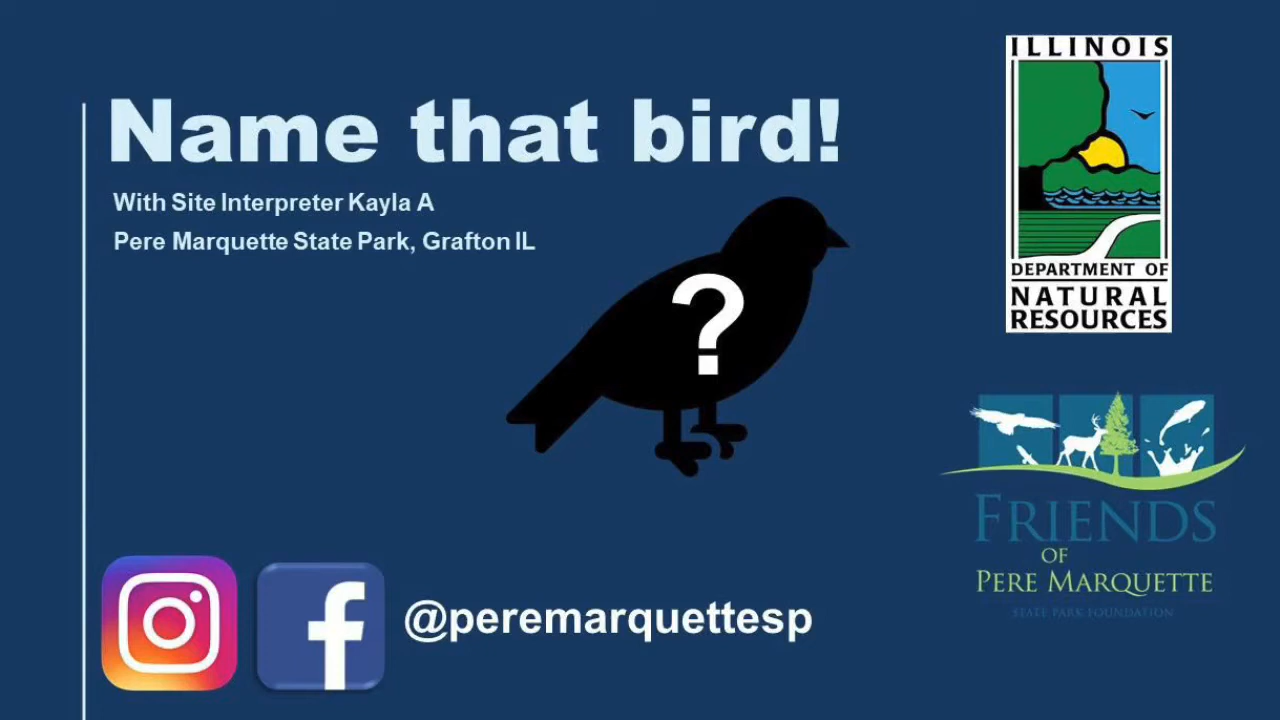 Name that bird!
With Site Interpreter Kayla A
Pere Marquette State Park, Grafton IL
?
@peremarquettesp
ILLINOIS
DEPARTMENT OF
NATURAL
RESOURCES
FRIENDS
OF
PERE MARQUETTE
STATE PARK FOUNDATION